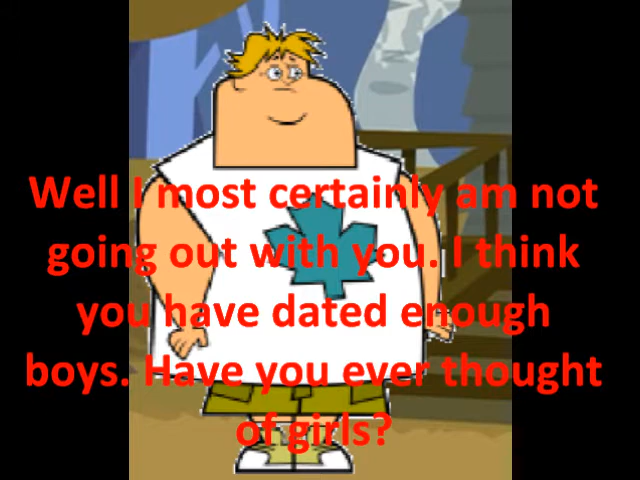 Well I most certainly am not
going out with you. I think
you have dated enough
boys. Have you ever thought
of girls?